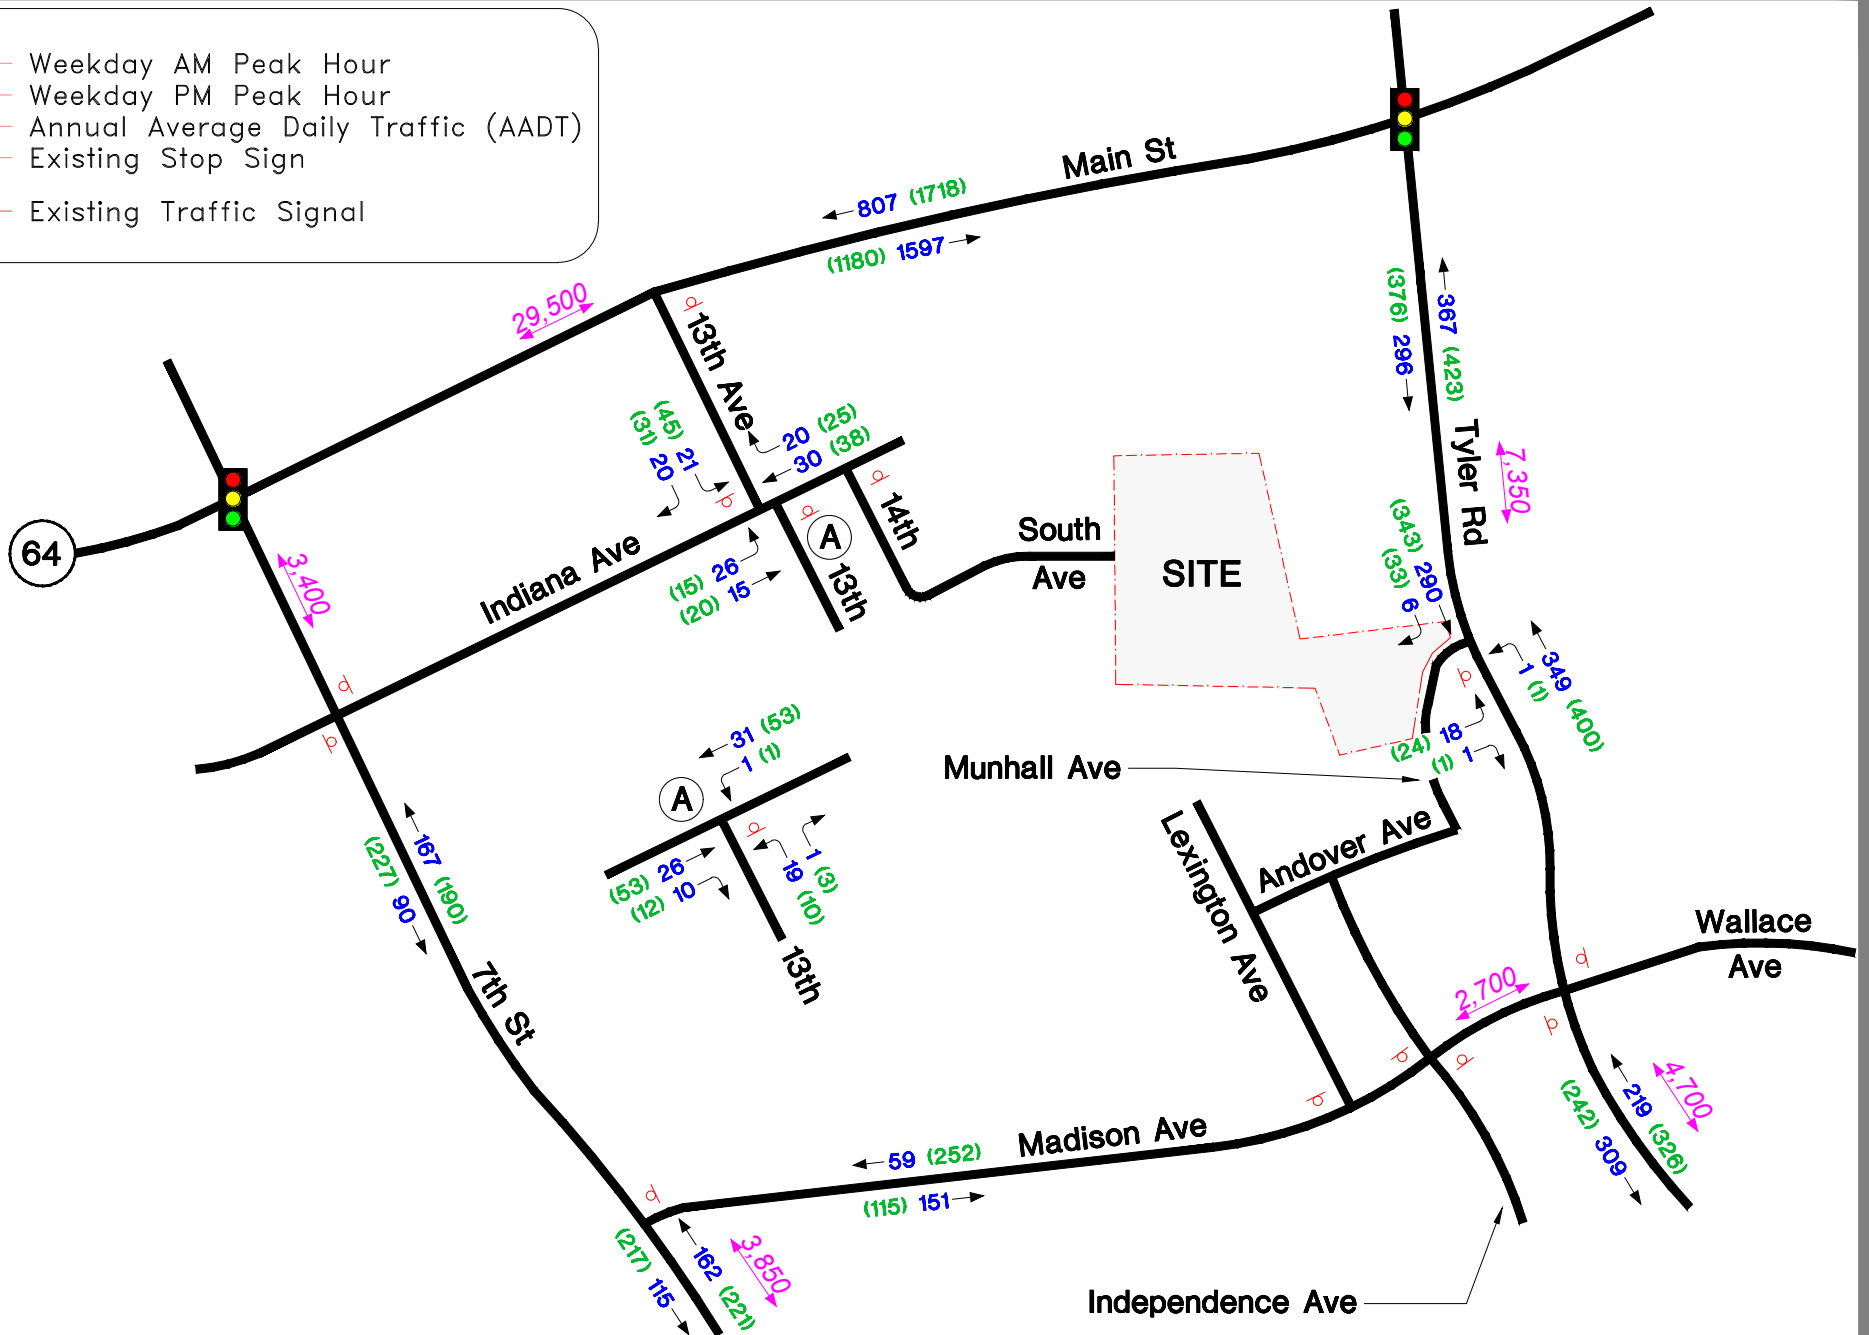 Weekday AM Peak Hour
Weekday PM Peak Hour
Annual Average Daily Traffic (AADT)
Existing Stop Sign
Existing Traffic Signal
Main St
807 (1718)
(1180) 1597
29,500
13th Ave
(376) 296
367 (423)
Tyler Rd
7,350
(45) 21
(31) 20
20 (25)
30 (38)
64
3,400
Indiana Ave
(15) 26
(20) 15
A
13th
14th
South
Ave
SITE
(343) 290
(33) 6
349 (400)
1 (1)
(24) 18
(1) 1
Munhall Ave
31 (53)
1 (1)
A
(53) 26
(12) 10
1 (3)
19 (10)
13th
167 (190)
(227) 90
7th St
Lexington Ave
Andover Ave
Wallace
Ave
2,700
4,700
219 (326)
(242) 309
Madison Ave
59 (252)
(115) 151
(217) 115
162 (221)
3,850
Independence Ave